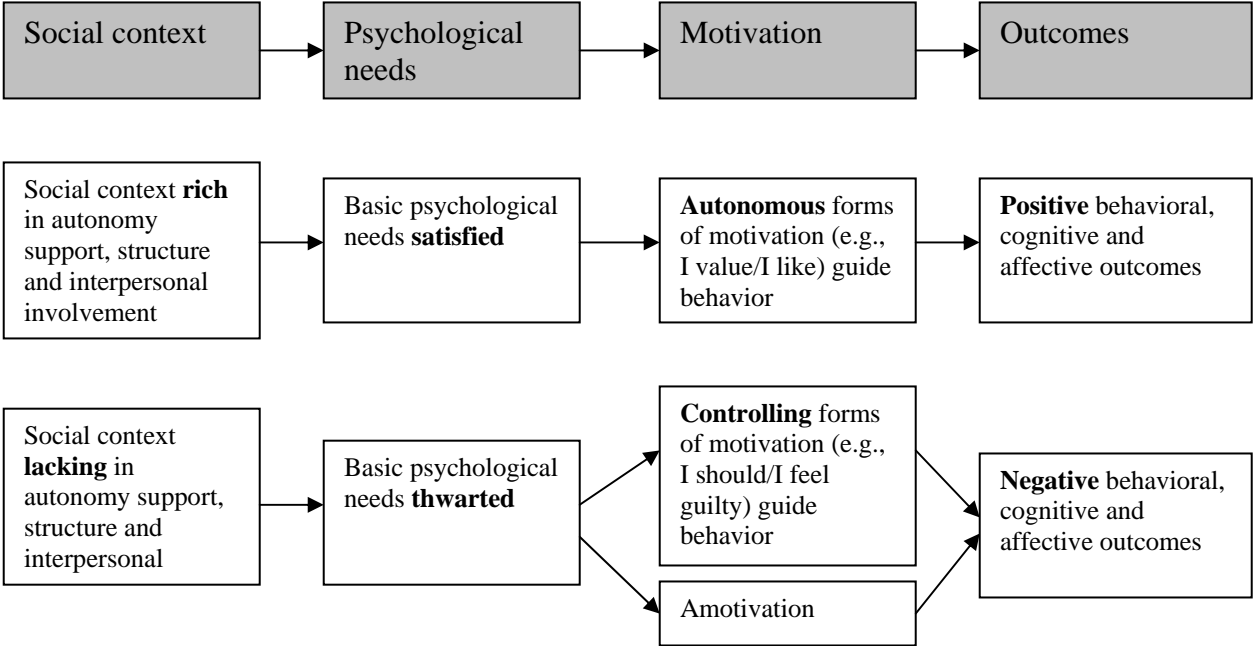 Social context
Psychological
needs
Motivation
Outcomes
Social context rich
in autonomy
support, structure
and interpersonal
involvement
Basic psychological
needs satisfied
Autonomous forms
of motivation (e.g.,
I value/I like) guide
behavior
Positive behavioral,
cognitive and
affective outcomes
Social context
lacking in
autonomy support,
structure and
interpersonal
Basic psychological
needs thwarted
Controlling forms
of motivation (e.g.,
I should/I feel
guilty) guide
behavior
Amotivation
Negative behavioral,
cognitive and
affective outcomes